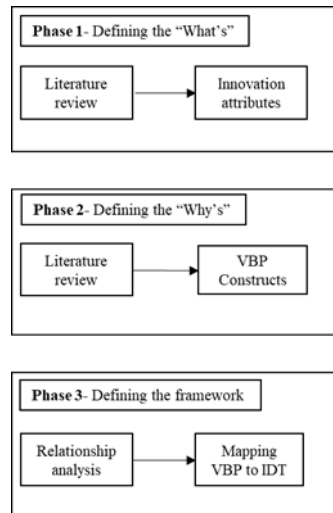 Phase 1- Defining the “What’s”
Literature
review
Innovation
attributes
Phase 2- Defining the “Why’s”
Literature
review
VBP
Constructs
Phase 3- Defining the framework
Relationship
analysis
Mapping
VBP to IDT